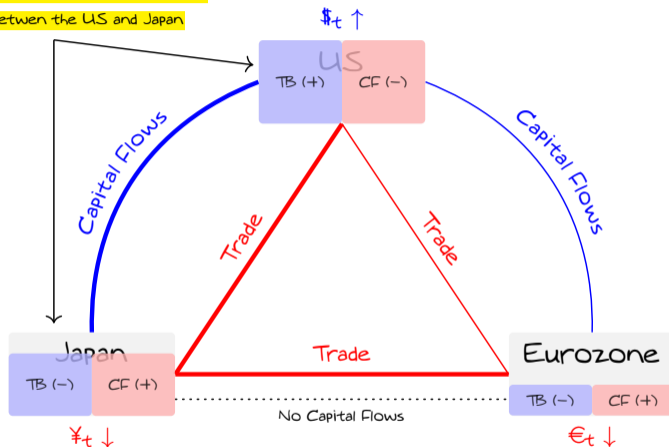 betwen the US and Japan
$t ↑
US
TB (+) CF (-)
Capital Flows
Capital Flows
Trade
Trade
Japan
Trade
Eurozone
TB (-) CF (+)
TB (-) CF (+)
No Capital Flows
¥t ↓
€t ↓